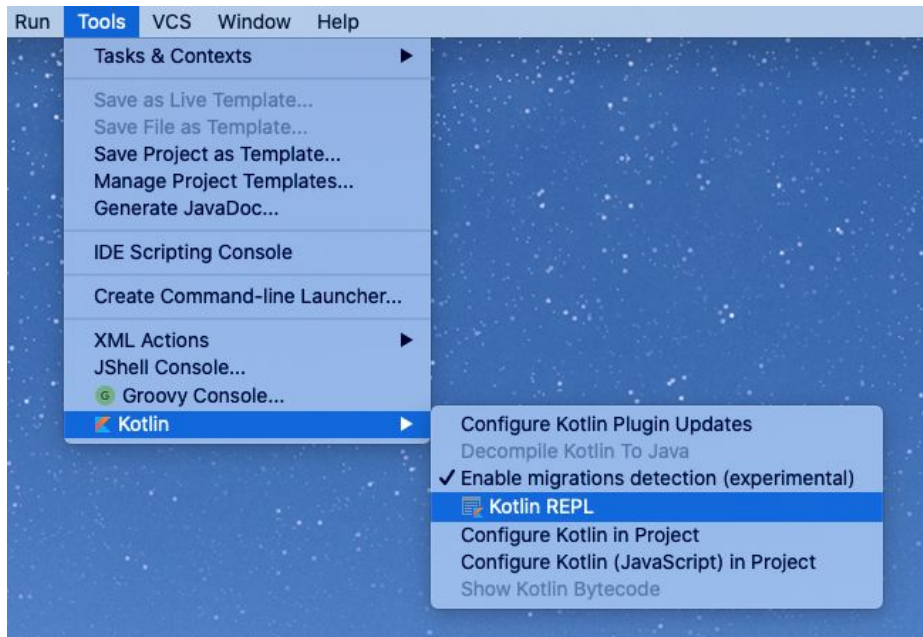 Run Tools VCS Window Help
Tasks & Contexts
Save as Live Template...
Save File as Template...
Save Project as Template...
Manage Project Templates...
Generate JavaDoc...
IDE Scripting Console
Create Command-line Launcher...
XML Actions
JShell Console...
G Groovy Console...
Kotlin
Configure Kotlin Plugin Updates
Decompile Kotlin To Java
Enable migrations detection (experimental)
Kotlin REPL
Configure Kotlin in Project
Configure Kotlin (JavaScript) in Project
Show Kotlin Bytecode